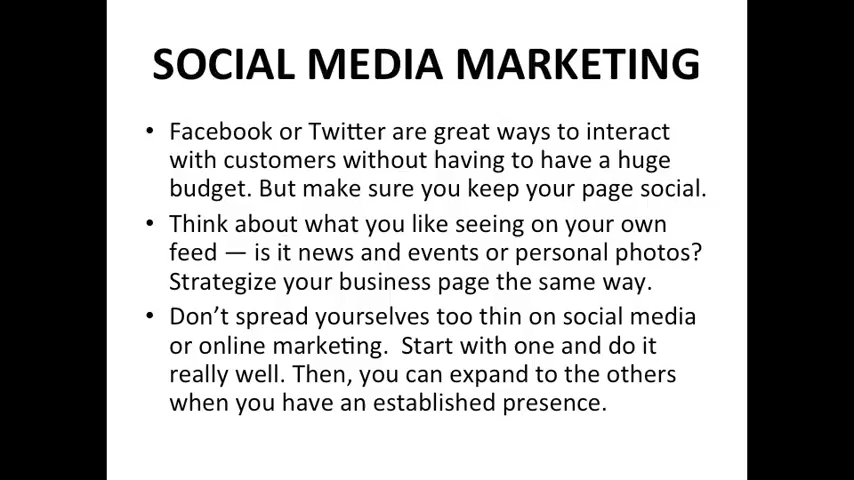 SOCIAL MEDIA MARKETING
• Facebook or Twitter are great ways to interact
with customers without having to have a huge
budget. But make sure you keep your page social.
• Think about what you like seeing on your own
feed — is it news and events or personal photos?
Strategize your business page the same way.
• Don’t spread yourselves too thin on social media
or online marketing.  Start with one and do it
really well. Then, you can expand to the others
when you have an established presence.